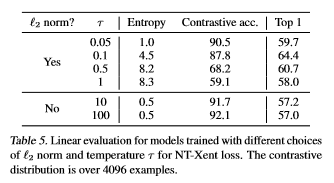 ℓ2 norm? τ Entropy Contrastive acc. Top 1
0.05 1.0 90.5 59.7
0.1 4.5 87.8 64.4
Yes
0.5 8.2 68.2 60.7
1 8.3 59.1 58.0
10 0.5 91.7 57.2
No
100 0.5 92.1 57.0
Table 5. Linear evaluation for models trained with different choices
of ℓ2 norm and temperature τ for NT-Xent loss. The contrastive
distribution is over 4096 examples.